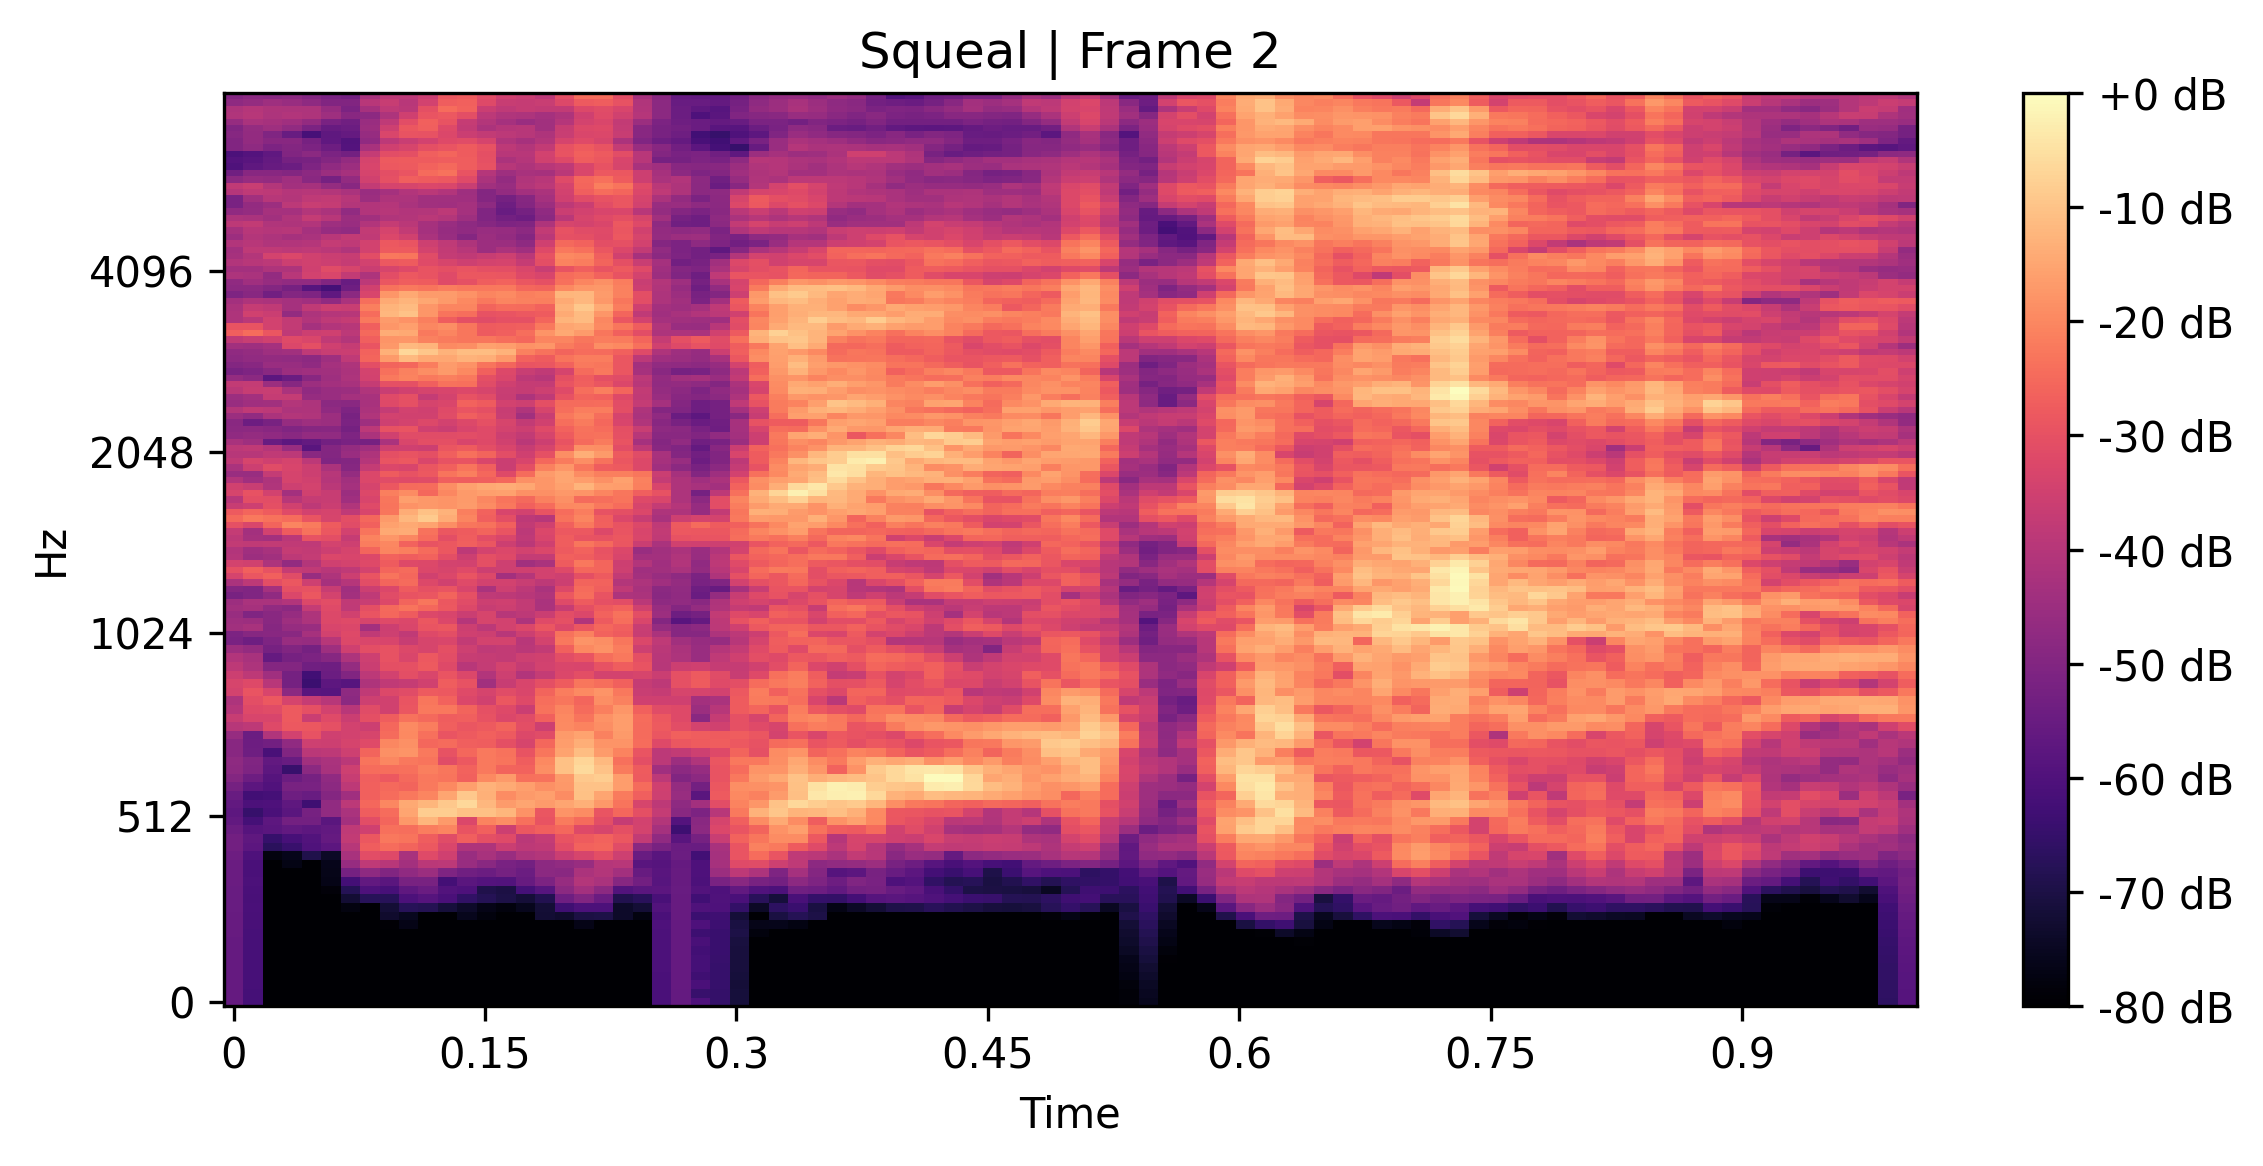 Squeal | Frame 2
+0 dB
-10 dB
-20 dB
-30 dB
-40 dB
-50 dB
-60 dB
-70 dB
-80 dB
Hz
4096
2048
1024
512
0
0 0.15 0.3 0.45 0.6 0.75 0.9
Time